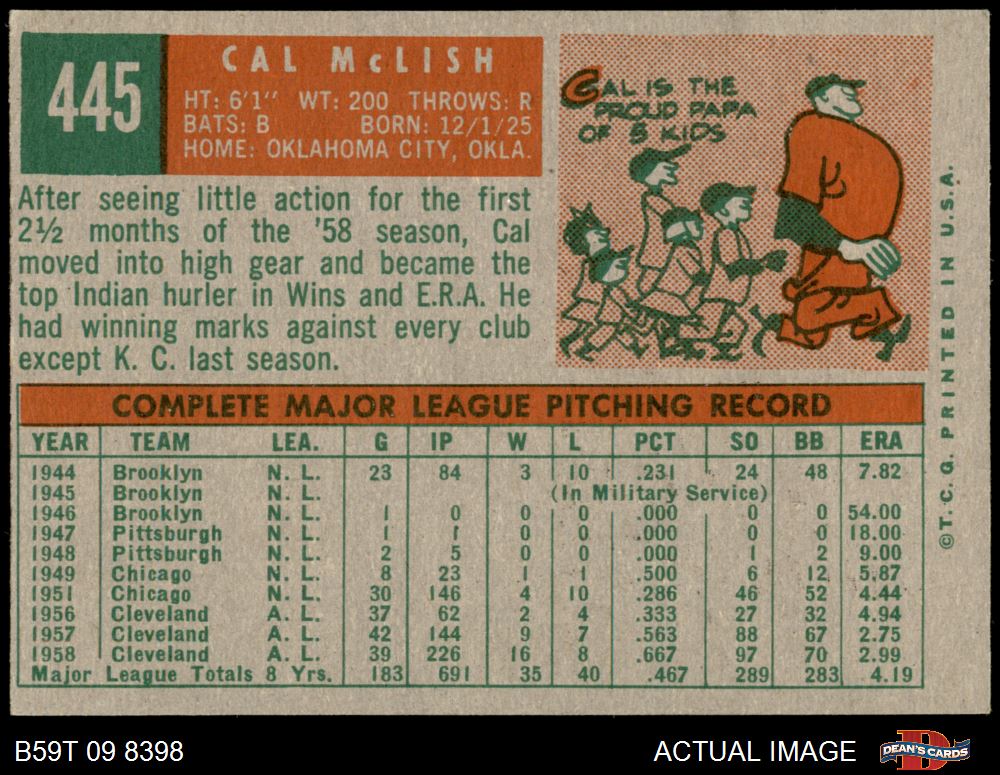 445
CAL McLISH
HT: 6'1" WT: 200 THROWS: R
BATS: B BORN: 12/1/25
HOME: OKLAHOMA CITY, OKLA.
CAL IS THE
PROUD PAPA
OF 5 KIDS
After seeing little action for the first
2½ months of the '58 season, Cal
moved into high gear and became the
top Indian hurler in Wins and E.R.A. He
had winning marks against every club
except K. C. last season.
COMPLETE MAJOR LEAGUE PITCHING RECORD
YEAR TEAM LEA. G IP W L PCT SO BB ERA
1944 Brooklyn N. L. 23 84 3 10 .231 24 48 7.82
1945 Brooklyn N. L. (In Military Service)
1946 Brooklyn N. L. 1 0 0 0 .000 0 0 54.00
1947 Pittsburgh N. L. 1 1 0 0 .000 0 0 18.00
1948 Pittsburgh N. L. 2 5 0 0 .000 1 2 9.00
1949 Chicago N. L. 8 23 1 1 .500 6 12 5.87
1951 Chicago N. L. 30 146 4 10 .286 46 52 4.44
1956 Cleveland A. L. 37 62 2 4 .333 27 32 4.94
1957 Cleveland A. L. 42 144 9 7 .563 88 67 2.75
1958 Cleveland A. L. 39 226 16 8 .667 97 70 2.99
Major League Totals 8 Yrs. 183 691 35 40 .467 289 283 4.19
©T. C. G. PRINTED IN U.S.A.
B59T 09 8398
ACTUAL IMAGE
D
DEAN'S CARDS